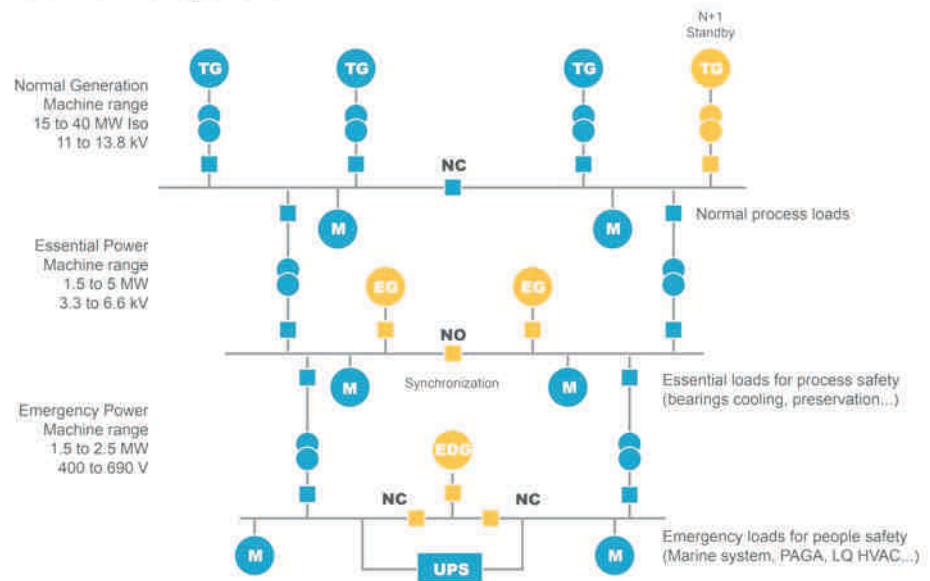 N+1
Standby
TG
TG
TG
TG
Normal Generation
Machine range
15 to 40 MW Iso
11 to 13.8 kV
NC
M
M
Normal process loads
Essential Power
Machine range
1.5 to 5 MW
3.3 to 6.6 kV
EG
EG
NO
Synchronization
M
M
Essential loads for process safety
(bearings cooling, preservation...)
Emergency Power
Machine range
1.5 to 2.5 MW
400 to 690 V
EDG
NC
NC
M
M
UPS
Emergency loads for people safety
(Marine system, PAGA, LQ HVAC...)